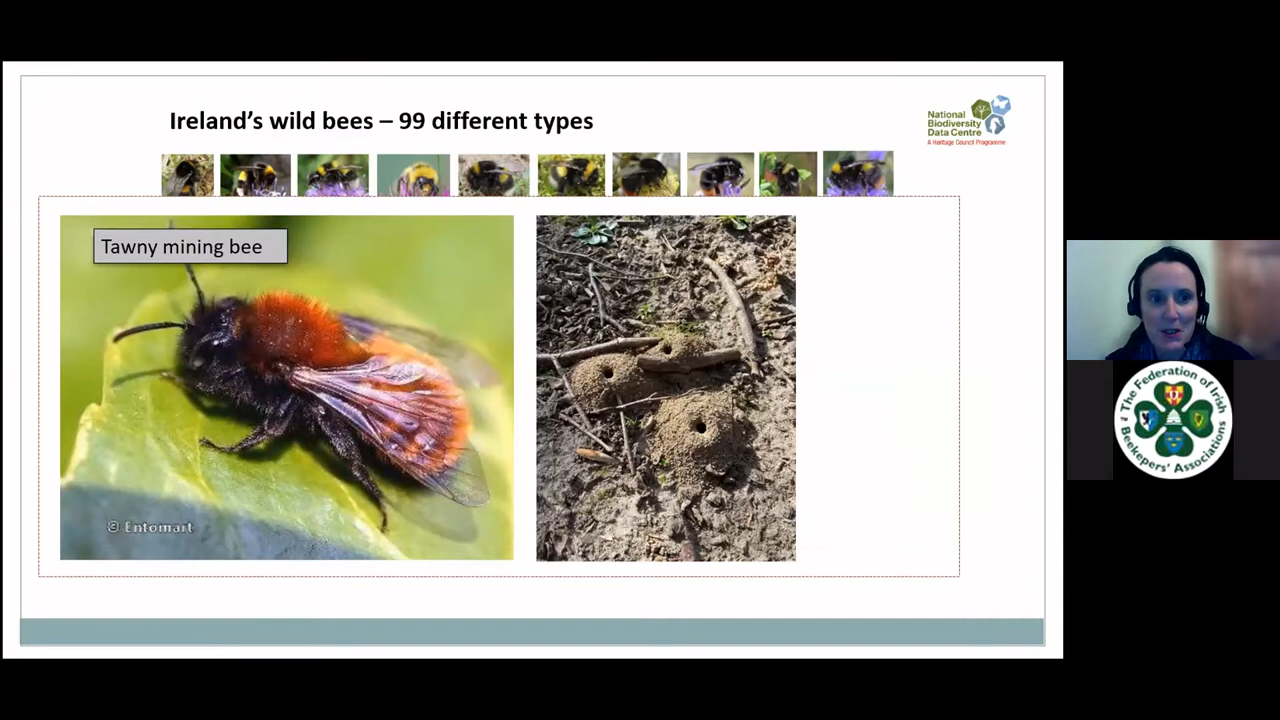 Ireland’s wild bees – 99 different types
National
Biodiversity
Data Centre
A Heritage Council Programme
Tawny mining bee
© Entomart
The Federation of Irish
Beekepers' Associations